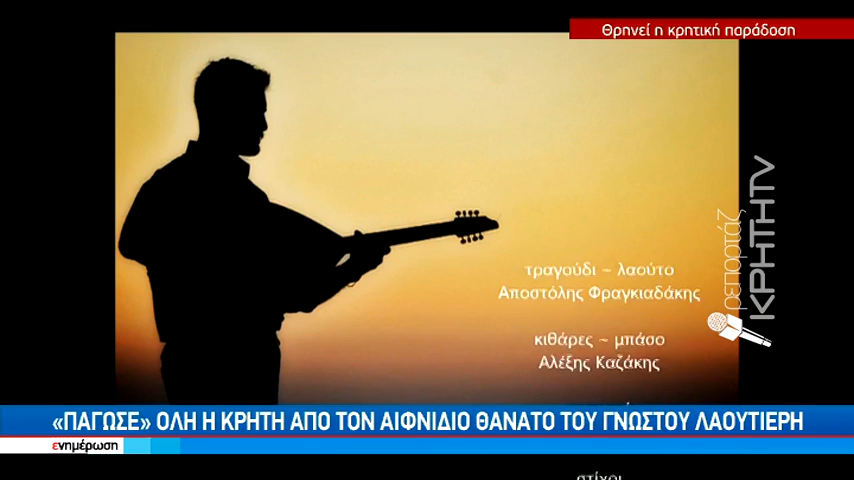 Θρηνεί η κρητική παράδοση
ρεπορτάζ
ΚΡΗΤΗTV
τραγούδι ~ λαούτο
Αποστόλης Φραγκιαδάκης
κιθάρες ~ μπάσο
Αλέξης Καζάκης
«ΠΑΓΩΣΕ» ΟΛΗ Η ΚΡΗΤΗ ΑΠΟ ΤΟΝ ΑΙΦΝΙΔΙΟ ΘΑΝΑΤΟ ΤΟΥ ΓΝΩΣΤΟΥ ΛΑΟΥΤΙΕΡΗ
ενημέρωση
στίχοι